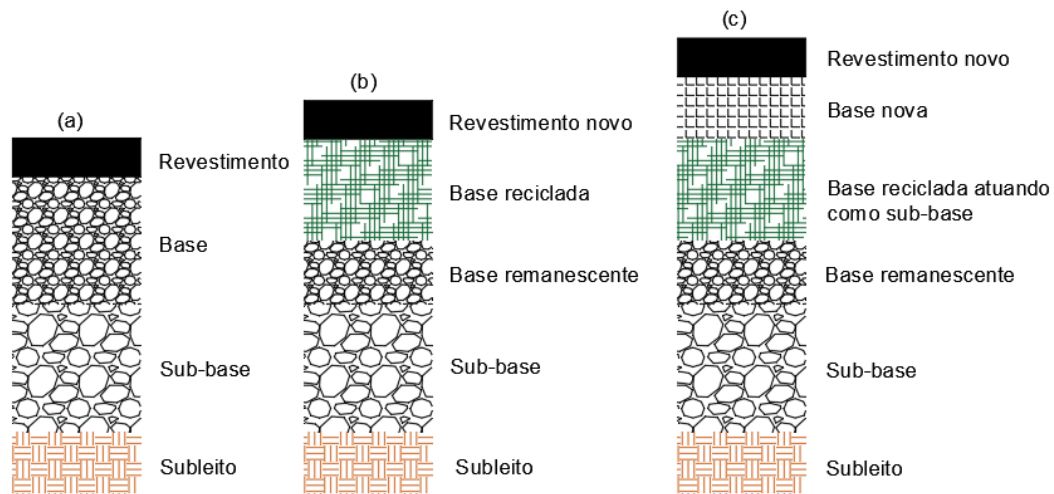 (a)
Revestimento
Base
Sub-base
Subleito
(b)
Revestimento novo
Base reciclada
Base remanescente
Sub-base
Subleito
(c)
Revestimento novo
Base nova
Base reciclada atuando
como sub-base
Base remanescente
Sub-base
Subleito